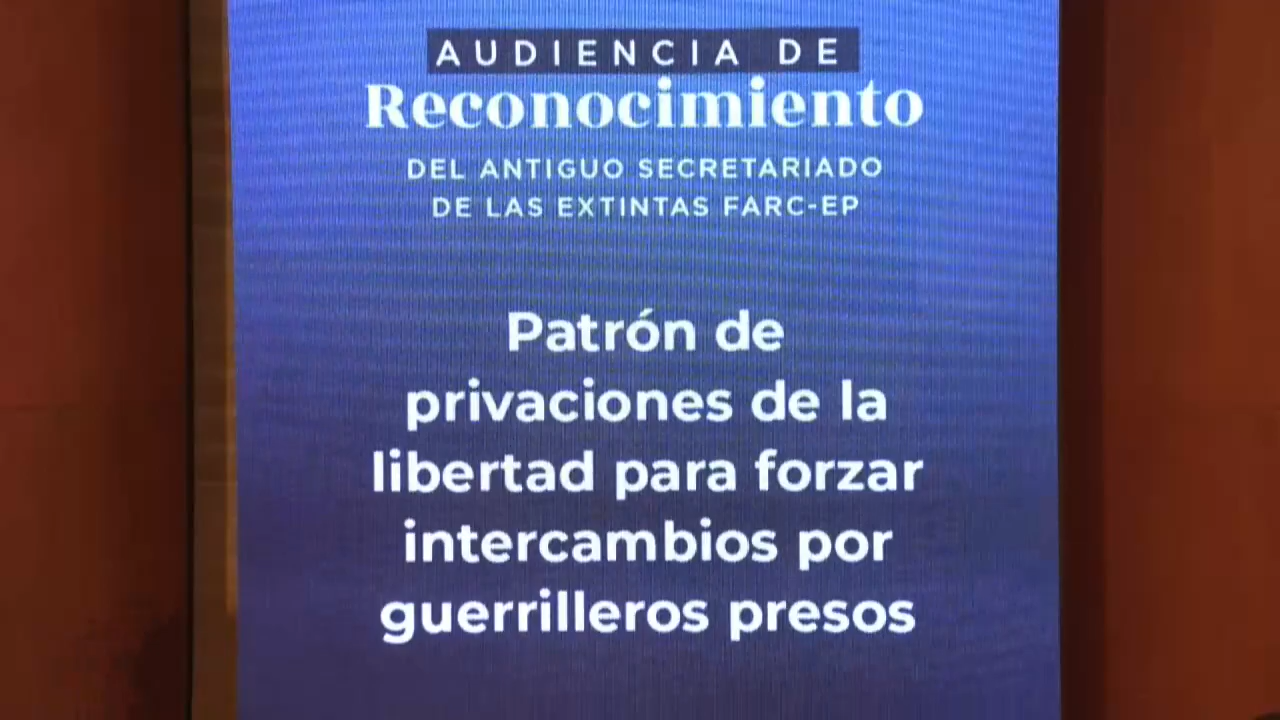 AUDIENCIA DE
Reconocimiento
DEL ANTIGUO SECRETARIADO
DE LAS EXTINTAS FARC-EP
Patrón de
privaciones de la
libertad para forzar
intercambios por
guerrilleros presos